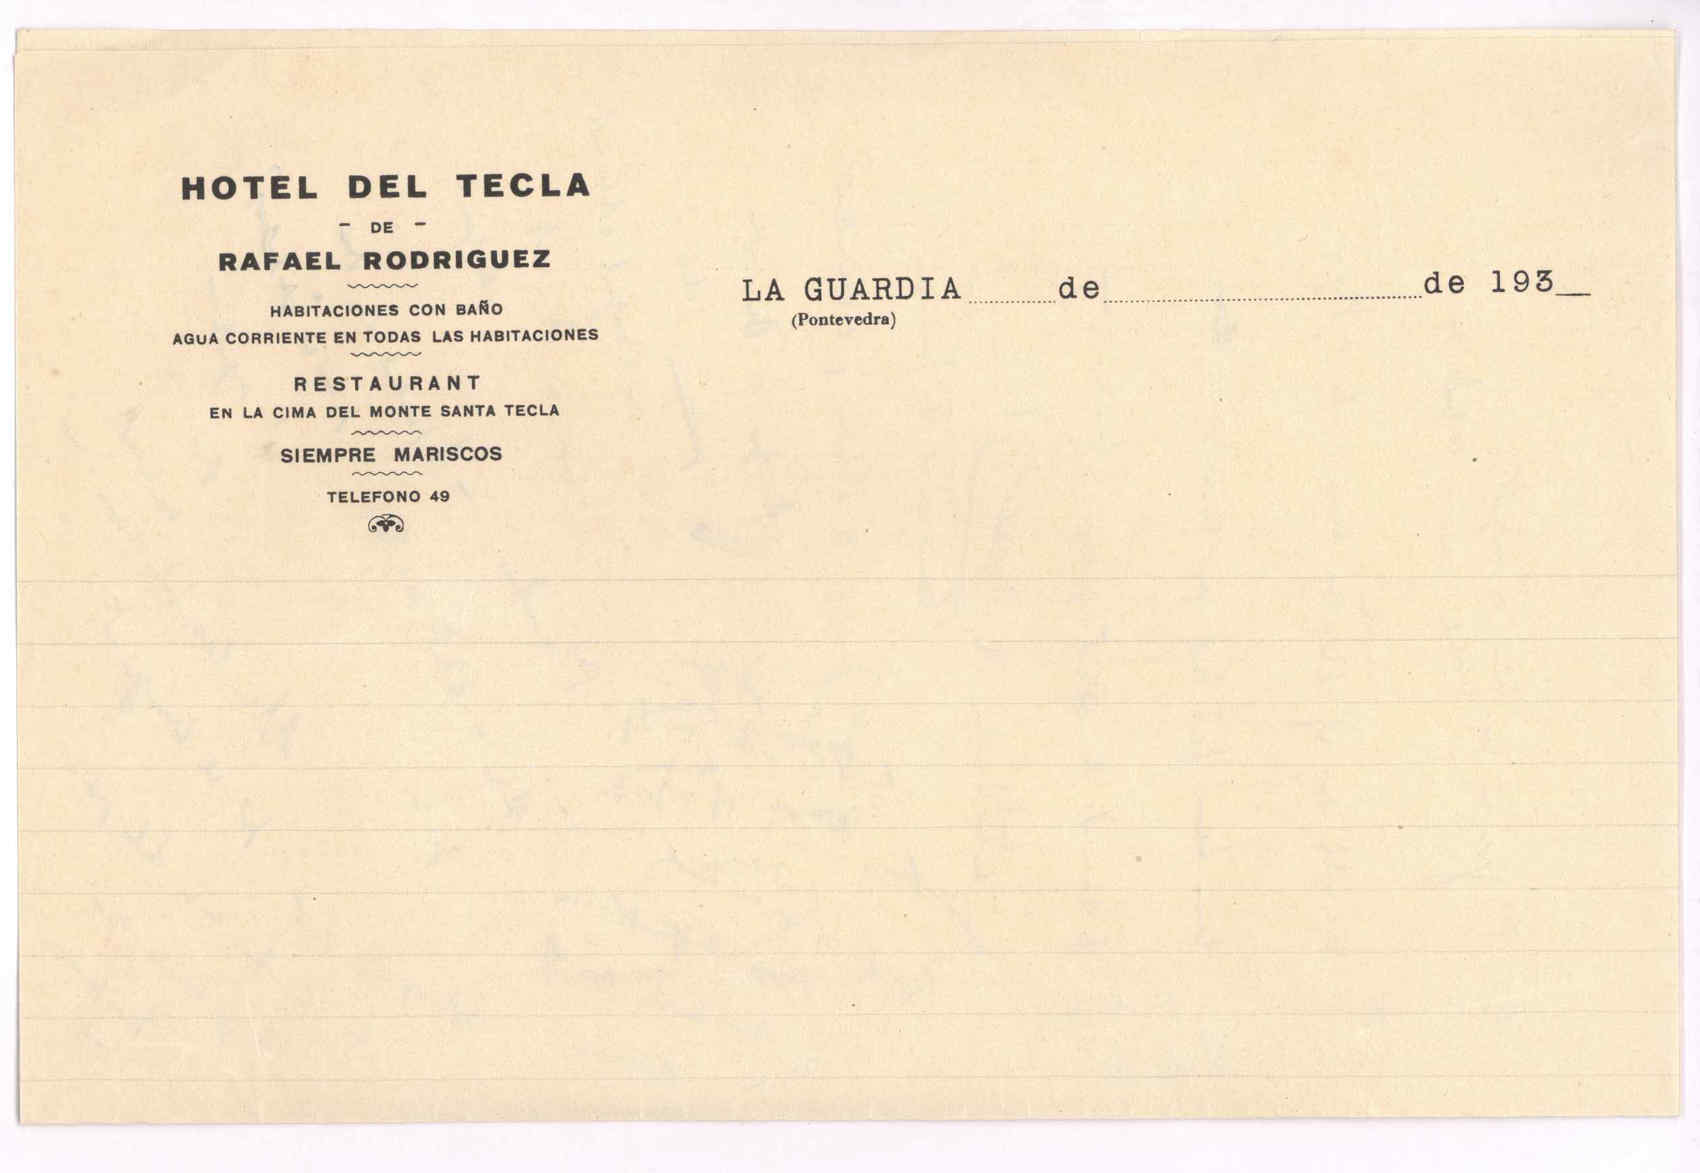 HOTEL DEL TECLA
- DE -
RAFAEL RODRIGUEZ
HABITACIONES CON BAÑO
AGUA CORRIENTE EN TODAS LAS HABITACIONES
RESTAURANT
EN LA CIMA DEL MONTE SANTA TECLA
SIEMPRE MARISCOS
TELEFONO 49
LA GUARDIA ........ de ................................ de 193__
(Pontevedra)